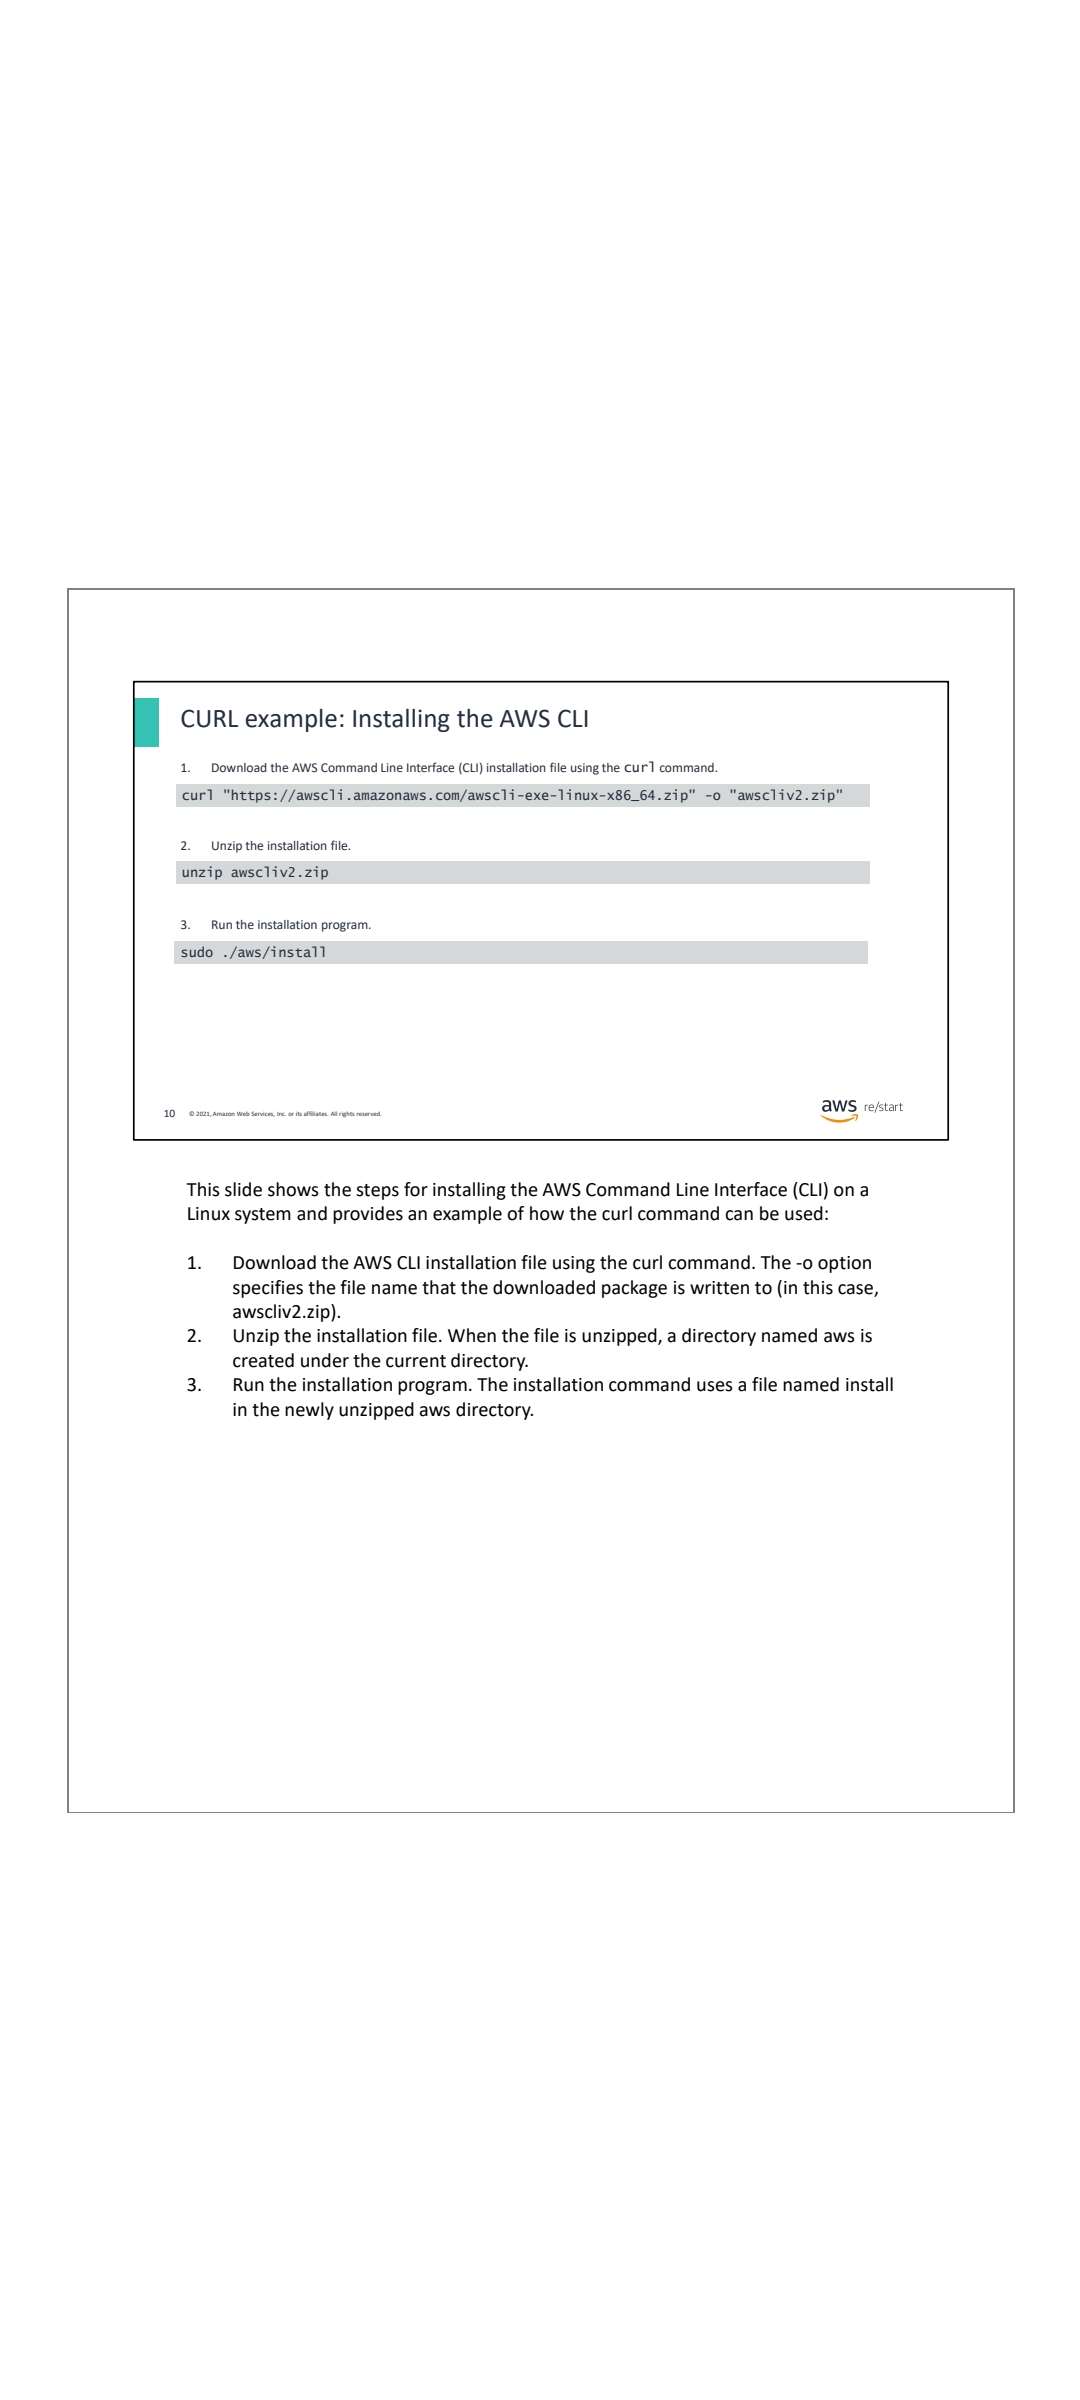 CURL example: Installing the AWS CLI
1. Download the AWS Command Line Interface (CLI) installation file using the curl command.
curl "https://awscli.amazonaws.com/awscli-exe-linux-x86_64.zip" -o "awscliv2.zip"
2. Unzip the installation file.
unzip awscliv2.zip
3. Run the installation program.
sudo ./aws/install
10 © 2021, Amazon Web Services, Inc. or its affiliates. All rights reserved.
aws re/start
This slide shows the steps for installing the AWS Command Line Interface (CLI) on a
Linux system and provides an example of how the curl command can be used:
1. Download the AWS CLI installation file using the curl command. The -o option
specifies the file name that the downloaded package is written to (in this case,
awscliv2.zip).
2. Unzip the installation file. When the file is unzipped, a directory named aws is
created under the current directory.
3. Run the installation program. The installation command uses a file named install
in the newly unzipped aws directory.